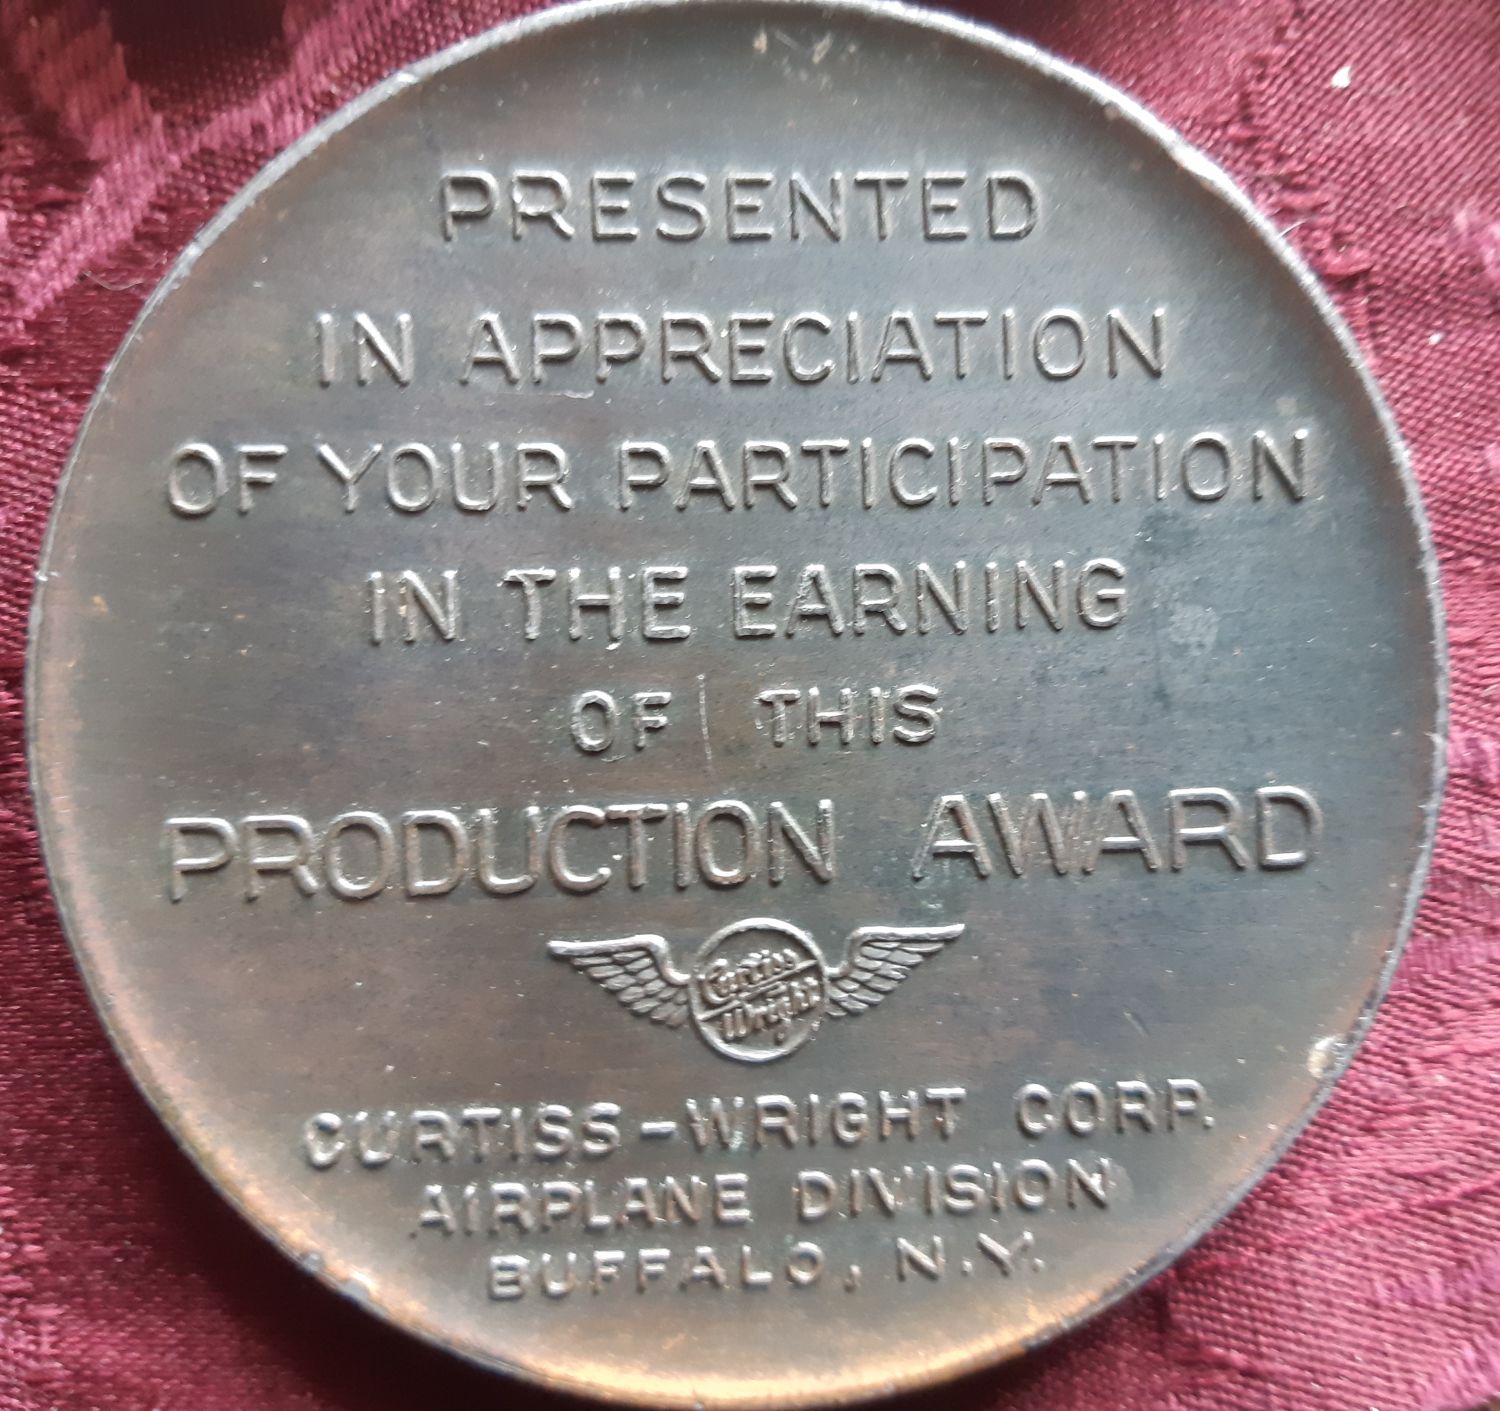 PRESENTED
IN APPRECIATION
OF YOUR PARTICIPATION
IN THE EARNING
OF THIS
PRODUCTION AWARD
Curtiss
Wright
CURTISS-WRIGHT CORP.
AIRPLANE DIVISION
BUFFALO, N.Y.